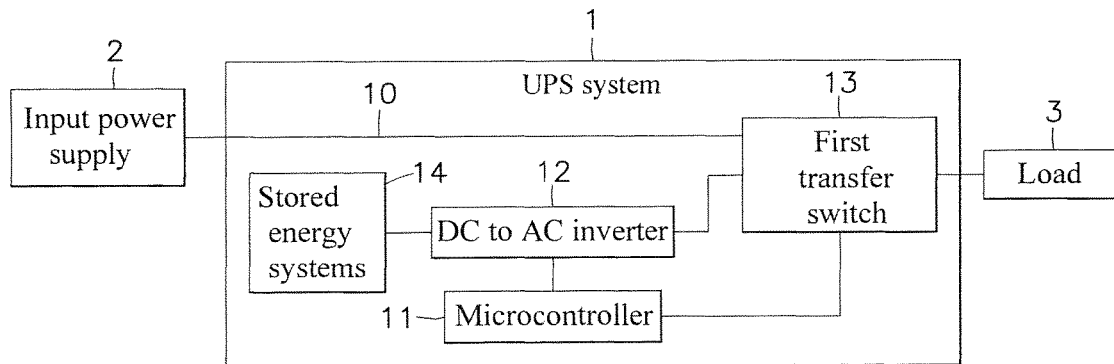 1
2
UPS system
13
10
3
Input power
supply
First
transfer
switch
Load
14
12
Stored
energy
systems
DC to AC inverter
11
Microcontroller